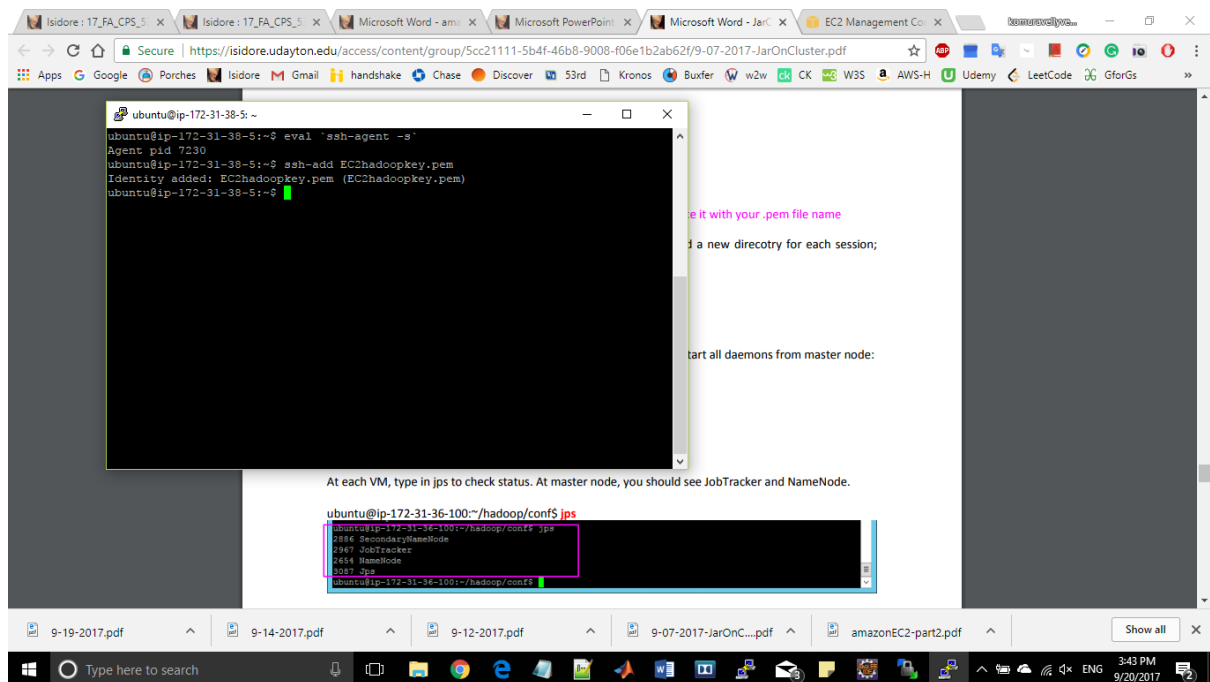 Isidore : 17_FA_CPS_5
Isidore : 17_FA_CPS_5
Microsoft Word - ama
Microsoft PowerPoint
Microsoft Word - JarC
EC2 Management Co
Secure | https://isidore.udayton.edu/access/content/group/5cc21111-5b4f-46b8-9008-f06e1b2ab62f/9-07-2017-JarOnCluster.pdf
ABP
Apps Google Porches Isidore Gmail handshake Chase Discover 53rd Kronos Buxfer w2w CK W3S AWS-H Udemy LeetCode GforGs »
ubuntu@ip-172-31-38-5: ~
ubuntu@ip-172-31-38-5:~$ eval `ssh-agent -s`
Agent pid 7230
ubuntu@ip-172-31-38-5:~$ ssh-add EC2hadoopkey.pem
Identity added: EC2hadoopkey.pem (EC2hadoopkey.pem)
ubuntu@ip-172-31-38-5:~$
it with your .pem file name
a new direcotry for each session;
tart all daemons from master node:
At each VM, type in jps to check status. At master node, you should see JobTracker and NameNode.
ubuntu@ip-172-31-36-100:~/hadoop/conf$ jps
ubuntu@ip-172-31-36-100:~/hadoop/conf$ jps
2886 SecondaryNameNode
2967 JobTracker
2654 NameNode
3087 Jps
ubuntu@ip-172-31-36-100:~/hadoop/conf$
9-19-2017.pdf
9-14-2017.pdf
9-12-2017.pdf
9-07-2017-JarOnC....pdf
amazonEC2-part2.pdf
Show all
Type here to search
ENG
3:43 PM
9/20/2017